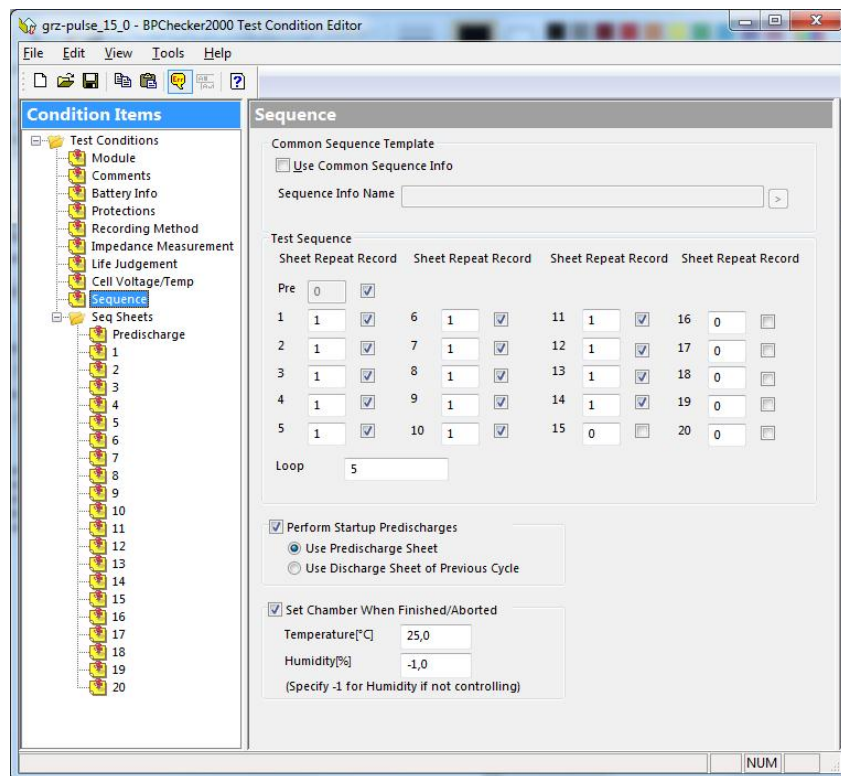 grz-pulse_15_0 - BPChecker2000 Test Condition Editor
File Edit View Tools Help
Condition Items
Test Conditions
Module
Comments
Battery Info
Protections
Recording Method
Impedance Measurement
Life Judgement
Cell Voltage/Temp
Sequence
Seq Sheets
Predischarge
1
2
3
4
5
6
7
8
9
10
11
12
13
14
15
16
17
18
19
20
Sequence
Common Sequence Template
Use Common Sequence Info
Sequence Info Name >
Test Sequence
Sheet Repeat Record Sheet Repeat Record Sheet Repeat Record Sheet Repeat Record
Pre 0
1 1 6 1 11 1 16 0
2 1 7 1 12 1 17 0
3 1 8 1 13 1 18 0
4 1 9 1 14 1 19 0
5 1 10 1 15 0 20 0
Loop 5
Perform Startup Predischarges
Use Predischarge Sheet
Use Discharge Sheet of Previous Cycle
Set Chamber When Finished/Aborted
Temperature[°C] 25,0
Humidity[%] -1,0
(Specify -1 for Humidity if not controlling)
NUM